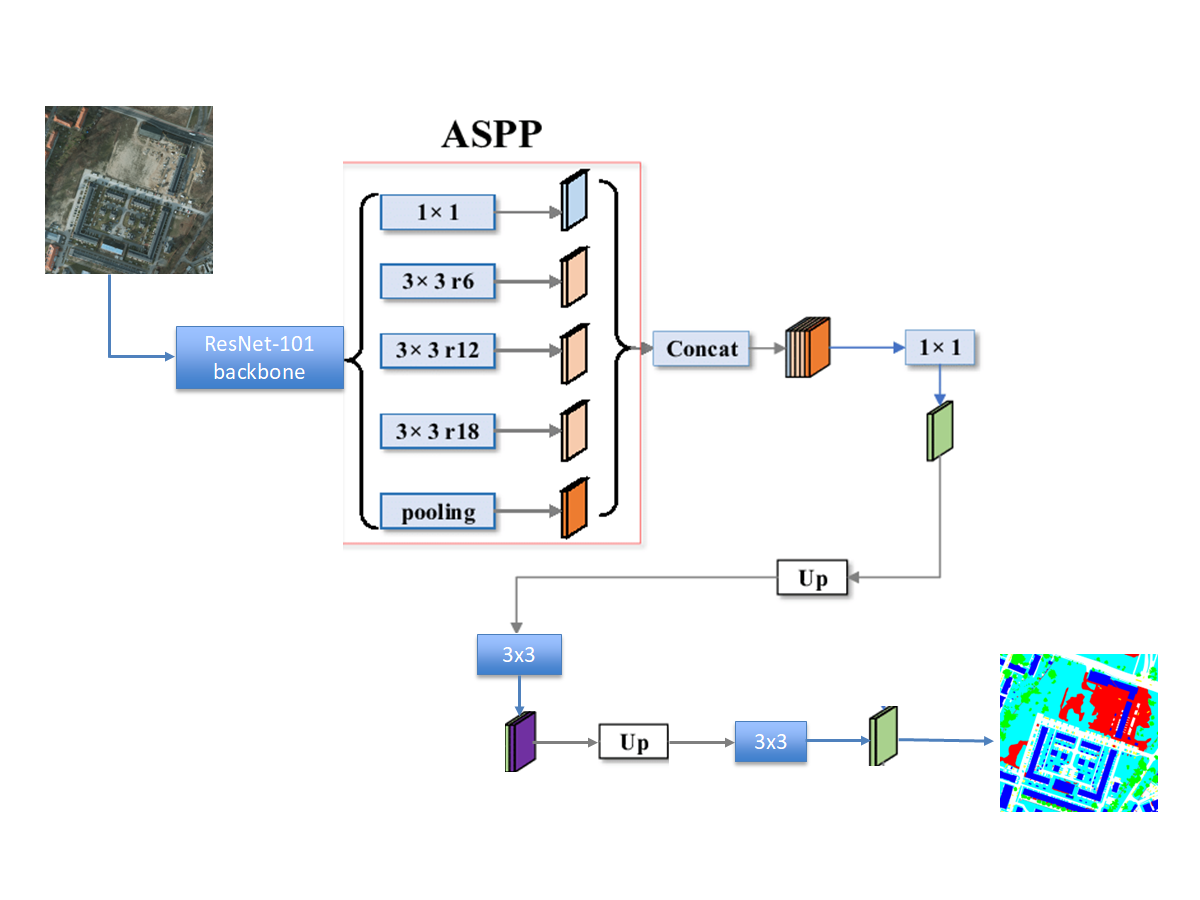 ASPP
1× 1
3× 3 r6
ResNet-101
backbone
3× 3 r12
Concat
1× 1
3× 3 r18
pooling
Up
3x3
Up
3x3